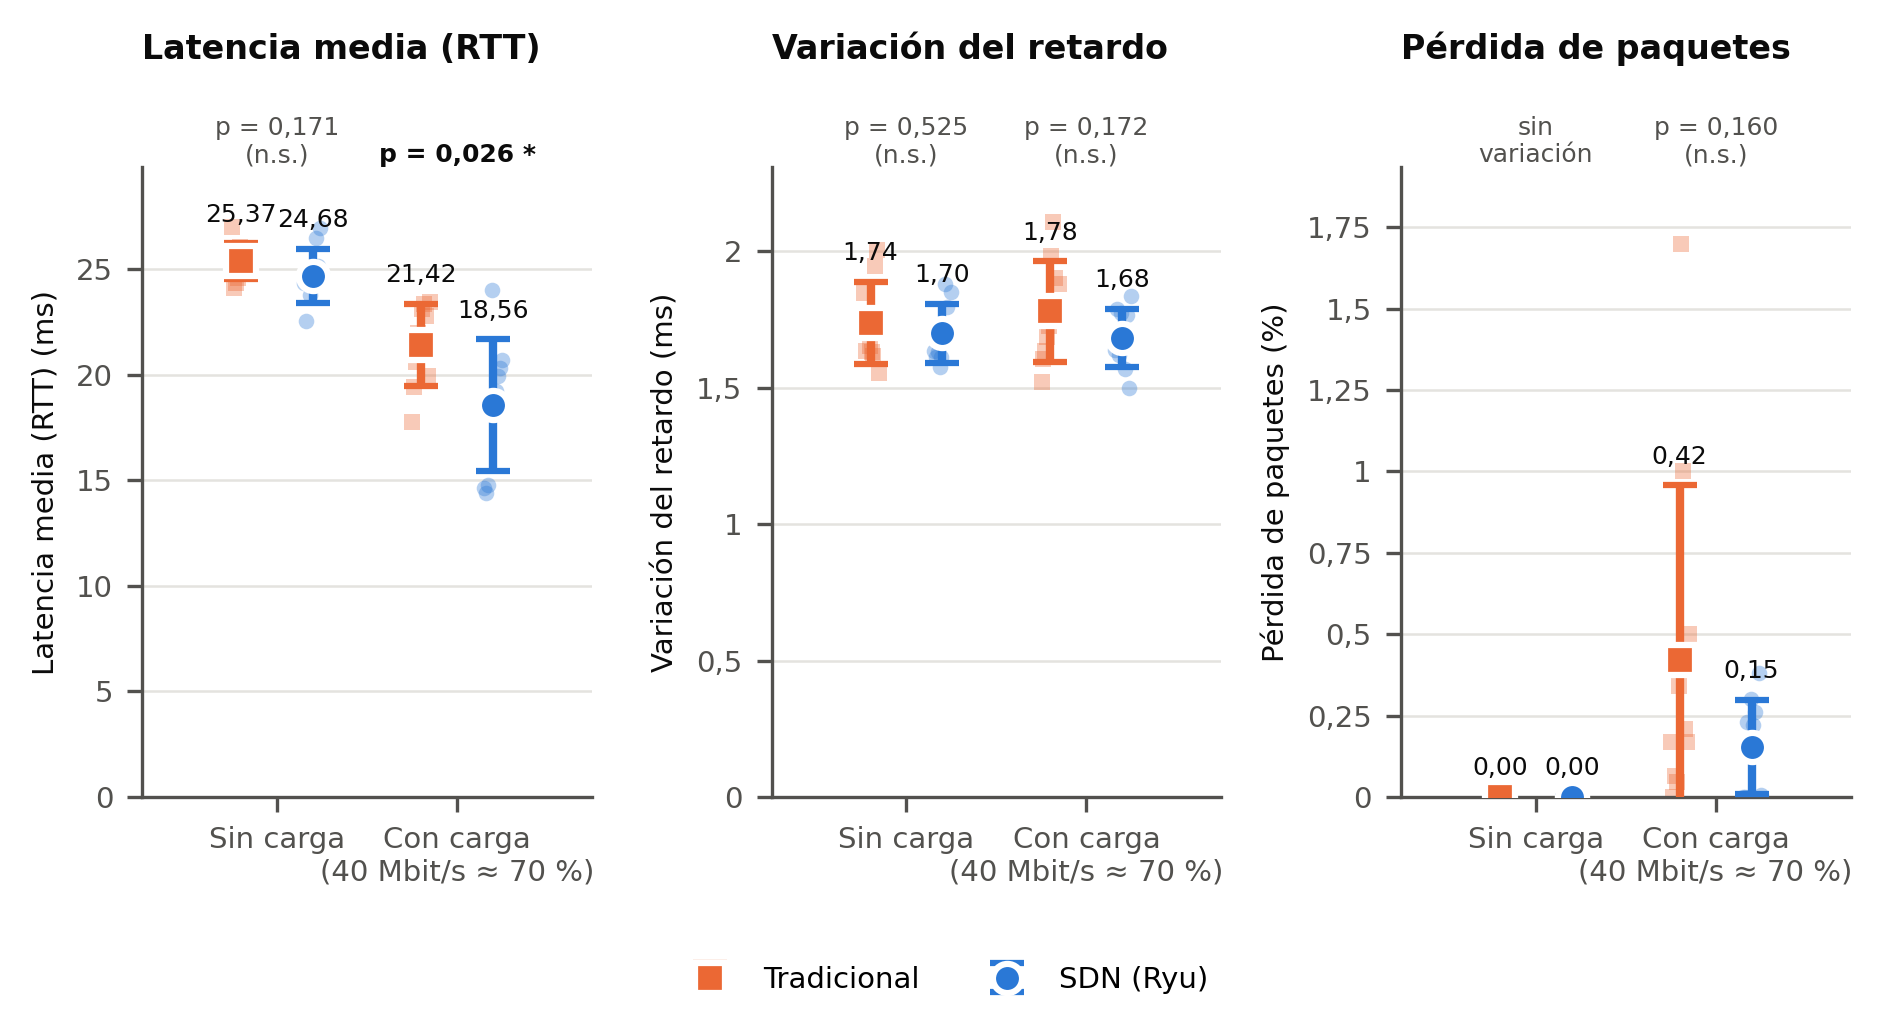 Latencia media (RTT)
p = 0,171
(n.s.)
p = 0,026 *
Latencia media (RTT) (ms)
25
20
15
10
5
0
25,37
24,68
21,42
18,56
Sin carga
Con carga
(40 Mbit/s ≈ 70 %)
Variación del retardo
p = 0,525
(n.s.)
p = 0,172
(n.s.)
Variación del retardo (ms)
2
1,5
1
0,5
0
1,74
1,70
1,78
1,68
Sin carga
Con carga
(40 Mbit/s ≈ 70 %)
Pérdida de paquetes
sin
variación
p = 0,160
(n.s.)
Pérdida de paquetes (%)
1,75
1,5
1,25
1
0,75
0,5
0,25
0
0,00
0,00
0,42
0,15
Sin carga
Con carga
(40 Mbit/s ≈ 70 %)
Tradicional
SDN (Ryu)